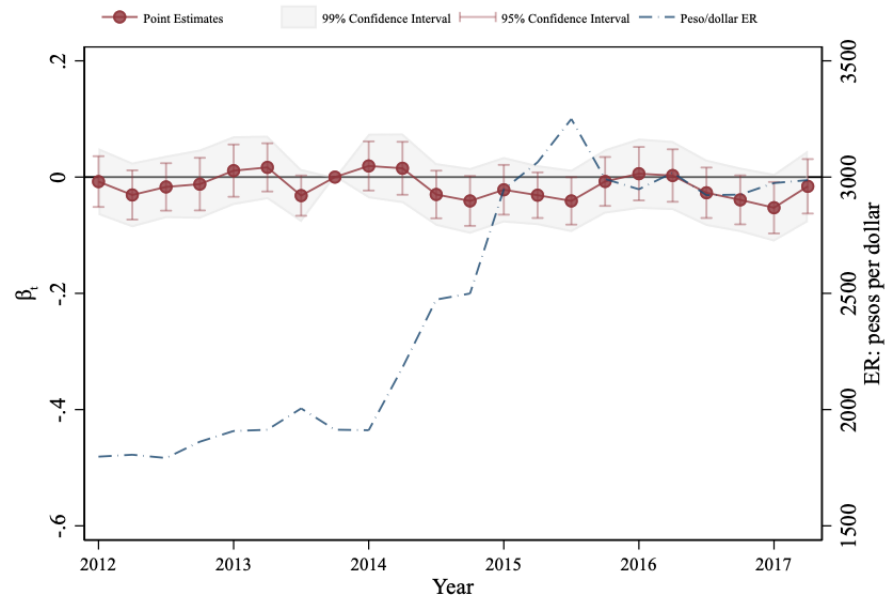 Point Estimates 99% Confidence Interval 95% Confidence Interval Peso/dollar ER
.2
0
-.2
-.4
-.6
βt
3500
3000
2500
2000
1500
ER: pesos per dollar
2012 2013 2014 2015 2016 2017
Year